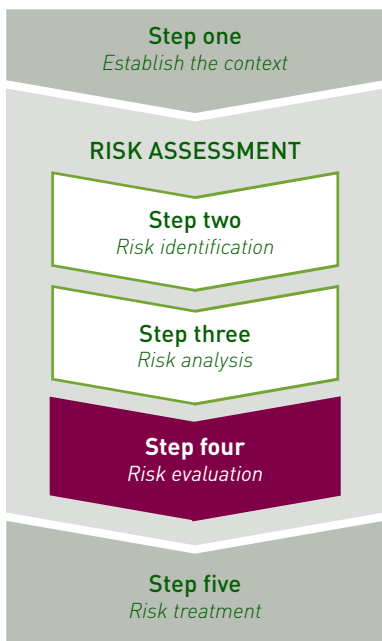 Step one
Establish the context
RISK ASSESSMENT
Step two
Risk identification
Step three
Risk analysis
Step four
Risk evaluation
Step five
Risk treatment